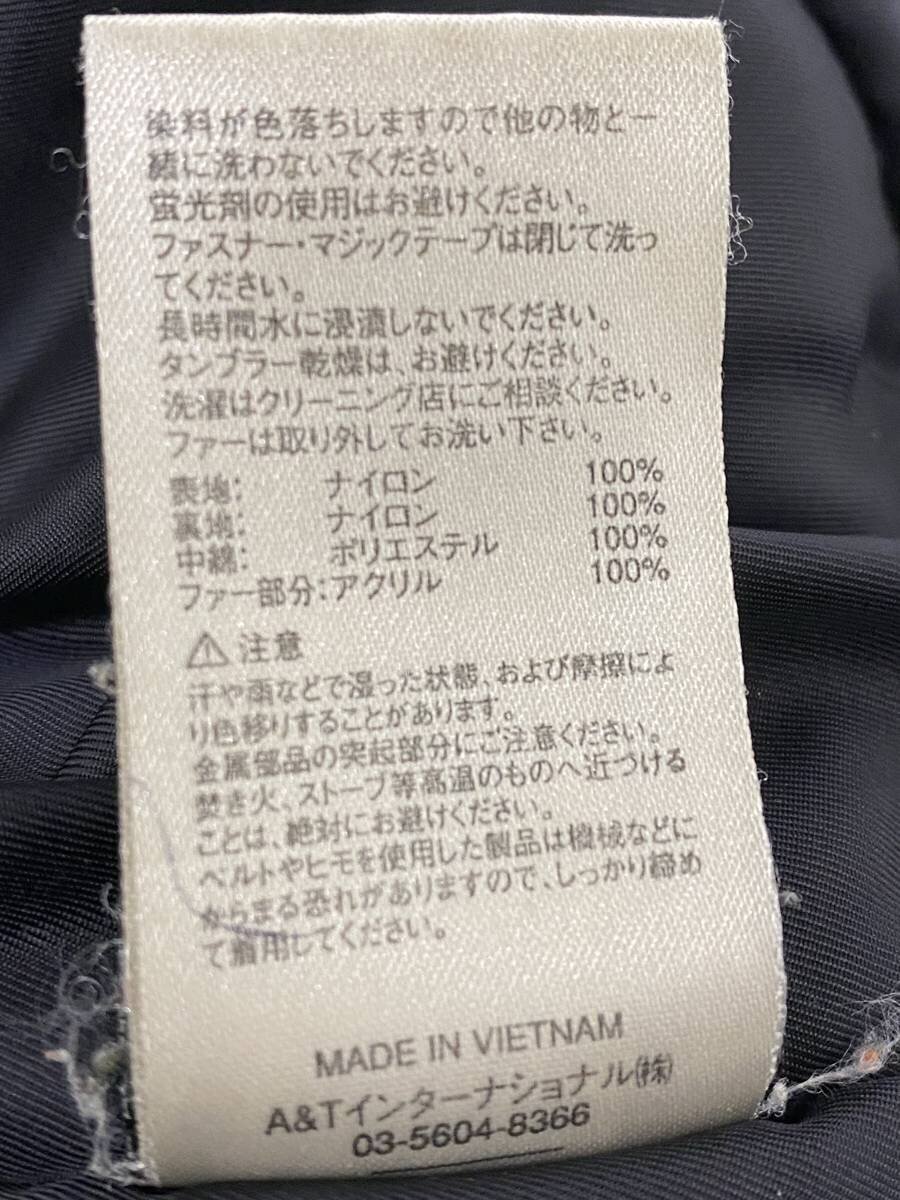 染料が色落ちしますので他の物と一
緒に洗わないでください。
蛍光剤の使用はお避けください。
ファスナー・マジックテープは閉じて洗っ
てください。
長時間水に浸漬しないでください。
タンブラー乾燥は、お避けください。
洗濯はクリーニング店にご相談ください。
ファーは取り外してお洗い下さい。
表地: ナイロン 100%
裏地: ナイロン 100%
中綿: ポリエステル 100%
ファー部分:アクリル 100%
⚠ 注意
汗や雨などで湿った状態、および摩擦によ
り色移りすることがあります。
金属部品の突起部分にご注意ください。
焚き火、ストーブ等高温のものへ近づける
ことは、絶対にお避けください。
ベルトやヒモを使用した製品は機械などに
からまる恐れがありますので、しっかり締め
て着用してください。
MADE IN VIETNAM
A&Tインターナショナル㈱
03-5604-8366